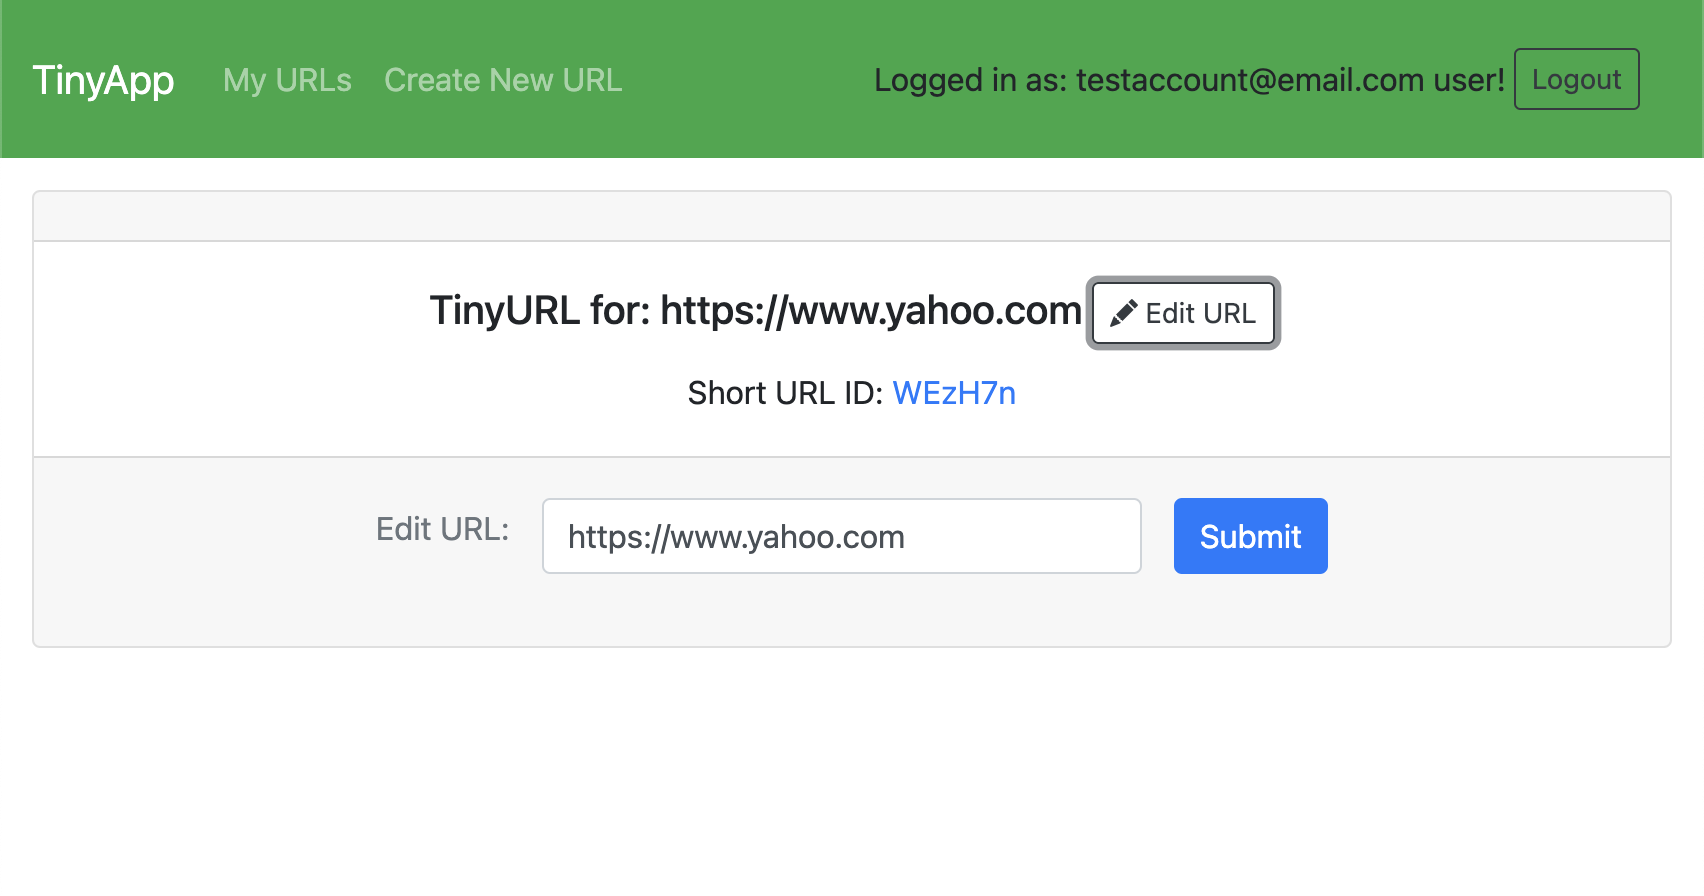 TinyApp My URLs Create New URL Logged in as: testaccount@email.com user! Logout
TinyURL for: https://www.yahoo.com Edit URL
Short URL ID: WEzH7n
Edit URL: https://www.yahoo.com Submit